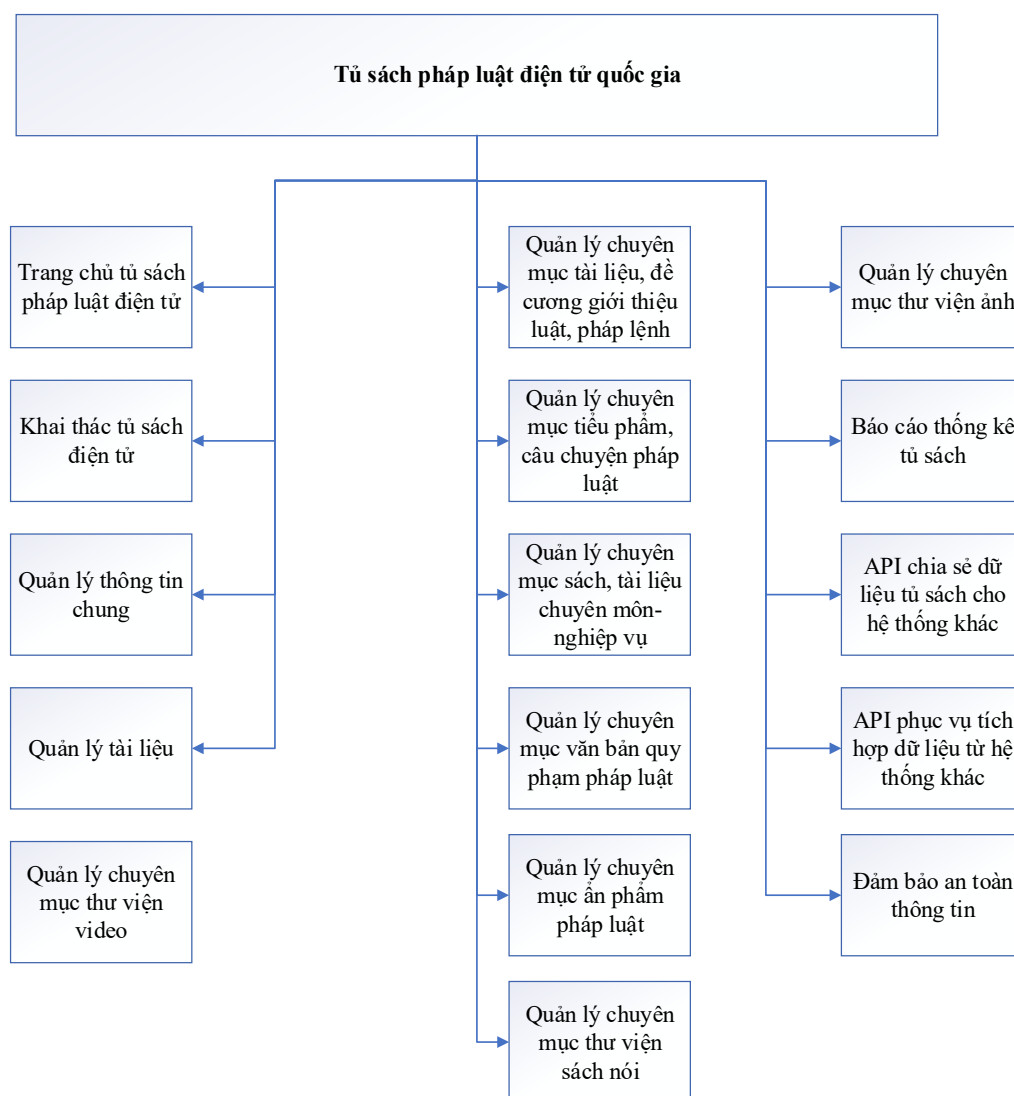 Tủ sách pháp luật điện tử quốc gia
Trang chủ tủ sách
pháp luật điện tử
Khai thác tủ sách
điện tử
Quản lý thông tin
chung
Quản lý tài liệu
Quản lý chuyên
mục thư viện
video
Quản lý chuyên
mục tài liệu, đề
cương giới thiệu
luật, pháp lệnh
Quản lý chuyên
mục tiểu phẩm,
câu chuyện pháp
luật
Quản lý chuyên
mục sách, tài liệu
chuyên môn-
nghiệp vụ
Quản lý chuyên
mục văn bản quy
phạm pháp luật
Quản lý chuyên
mục ẩn phẩm
pháp luật
Quản lý chuyên
mục thư viện
sách nói
Quản lý chuyên
mục thư viện ảnh
Báo cáo thống kê
tủ sách
API chia sẻ dữ
liệu tủ sách cho
hệ thống khác
API phục vụ tích
hợp dữ liệu từ hệ
thống khác
Đảm bảo an toàn
thông tin